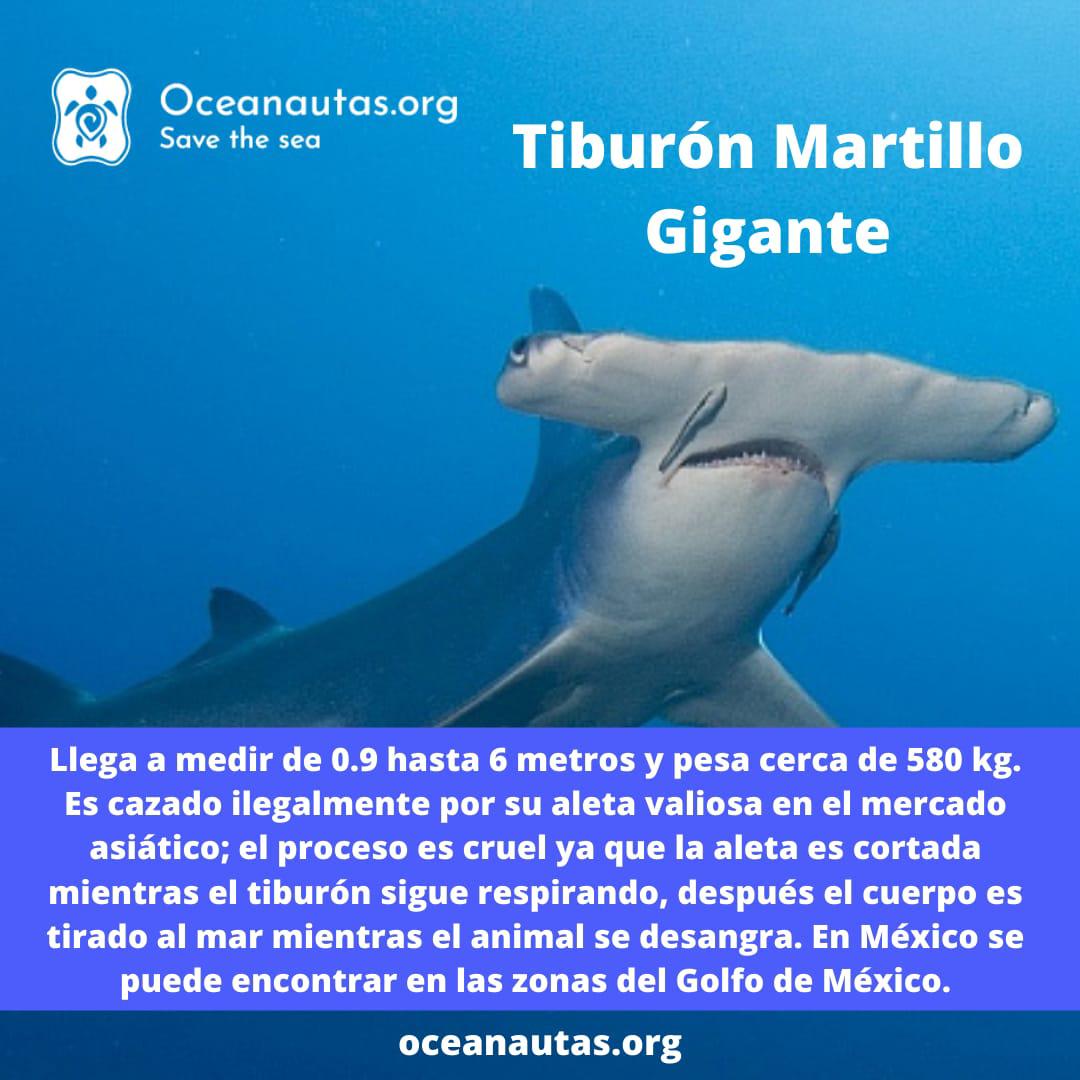 Oceanautas.org
Save the sea
Tiburón Martillo
Gigante
Llega a medir de 0.9 hasta 6 metros y pesa cerca de 580 kg.
Es cazado ilegalmente por su aleta valiosa en el mercado
asiático; el proceso es cruel ya que la aleta es cortada
mientras el tiburón sigue respirando, después el cuerpo es
tirado al mar mientras el animal se desangra. En México se
puede encontrar en las zonas del Golfo de México.
oceanautas.org